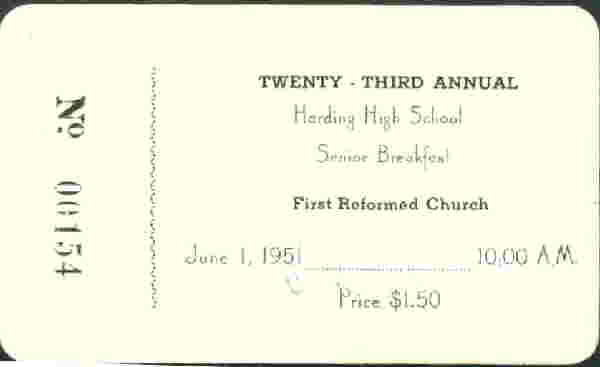 No. 00154
TWENTY - THIRD ANNUAL
Harding High School
Senior Breakfast
First Reformed Church
June 1, 1951 10:00 A.M.
Price $1.50